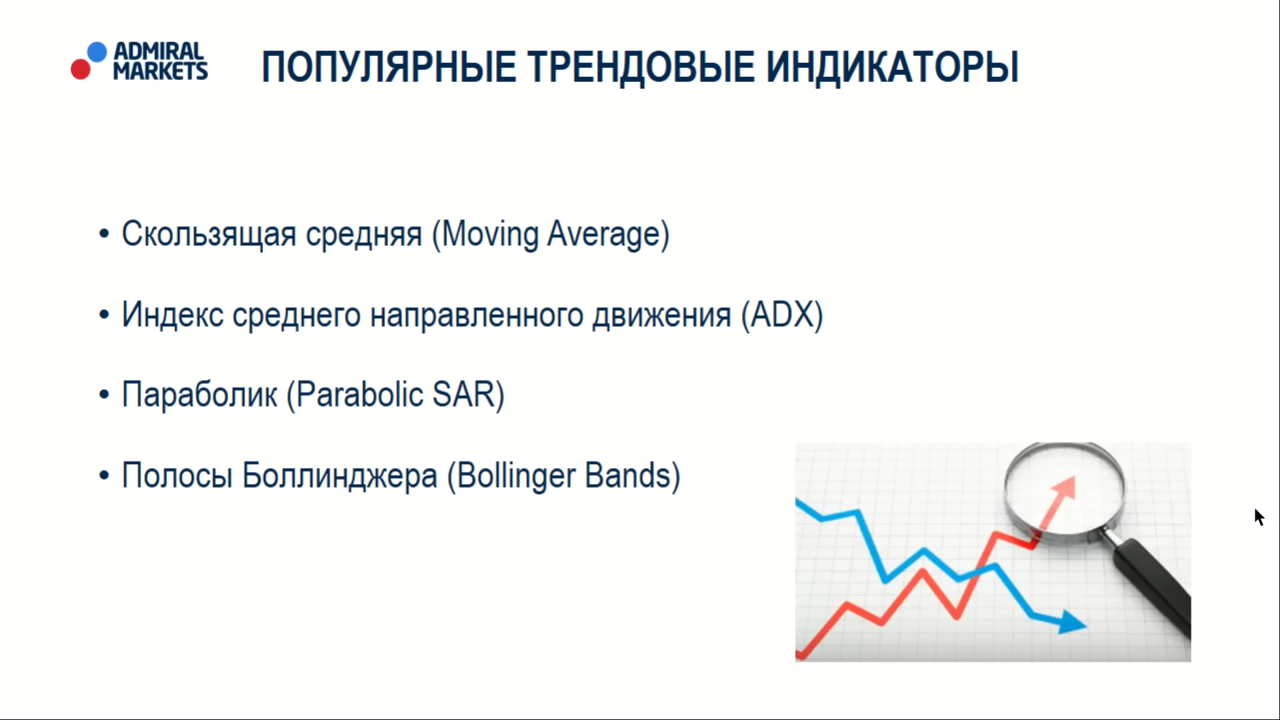 ADMIRAL
MARKETS
ПОПУЛЯРНЫЕ ТРЕНДОВЫЕ ИНДИКАТОРЫ
• Скользящая средняя (Moving Average)
• Индекс среднего направленного движения (ADX)
• Параболик (Parabolic SAR)
• Полосы Боллинджера (Bollinger Bands)